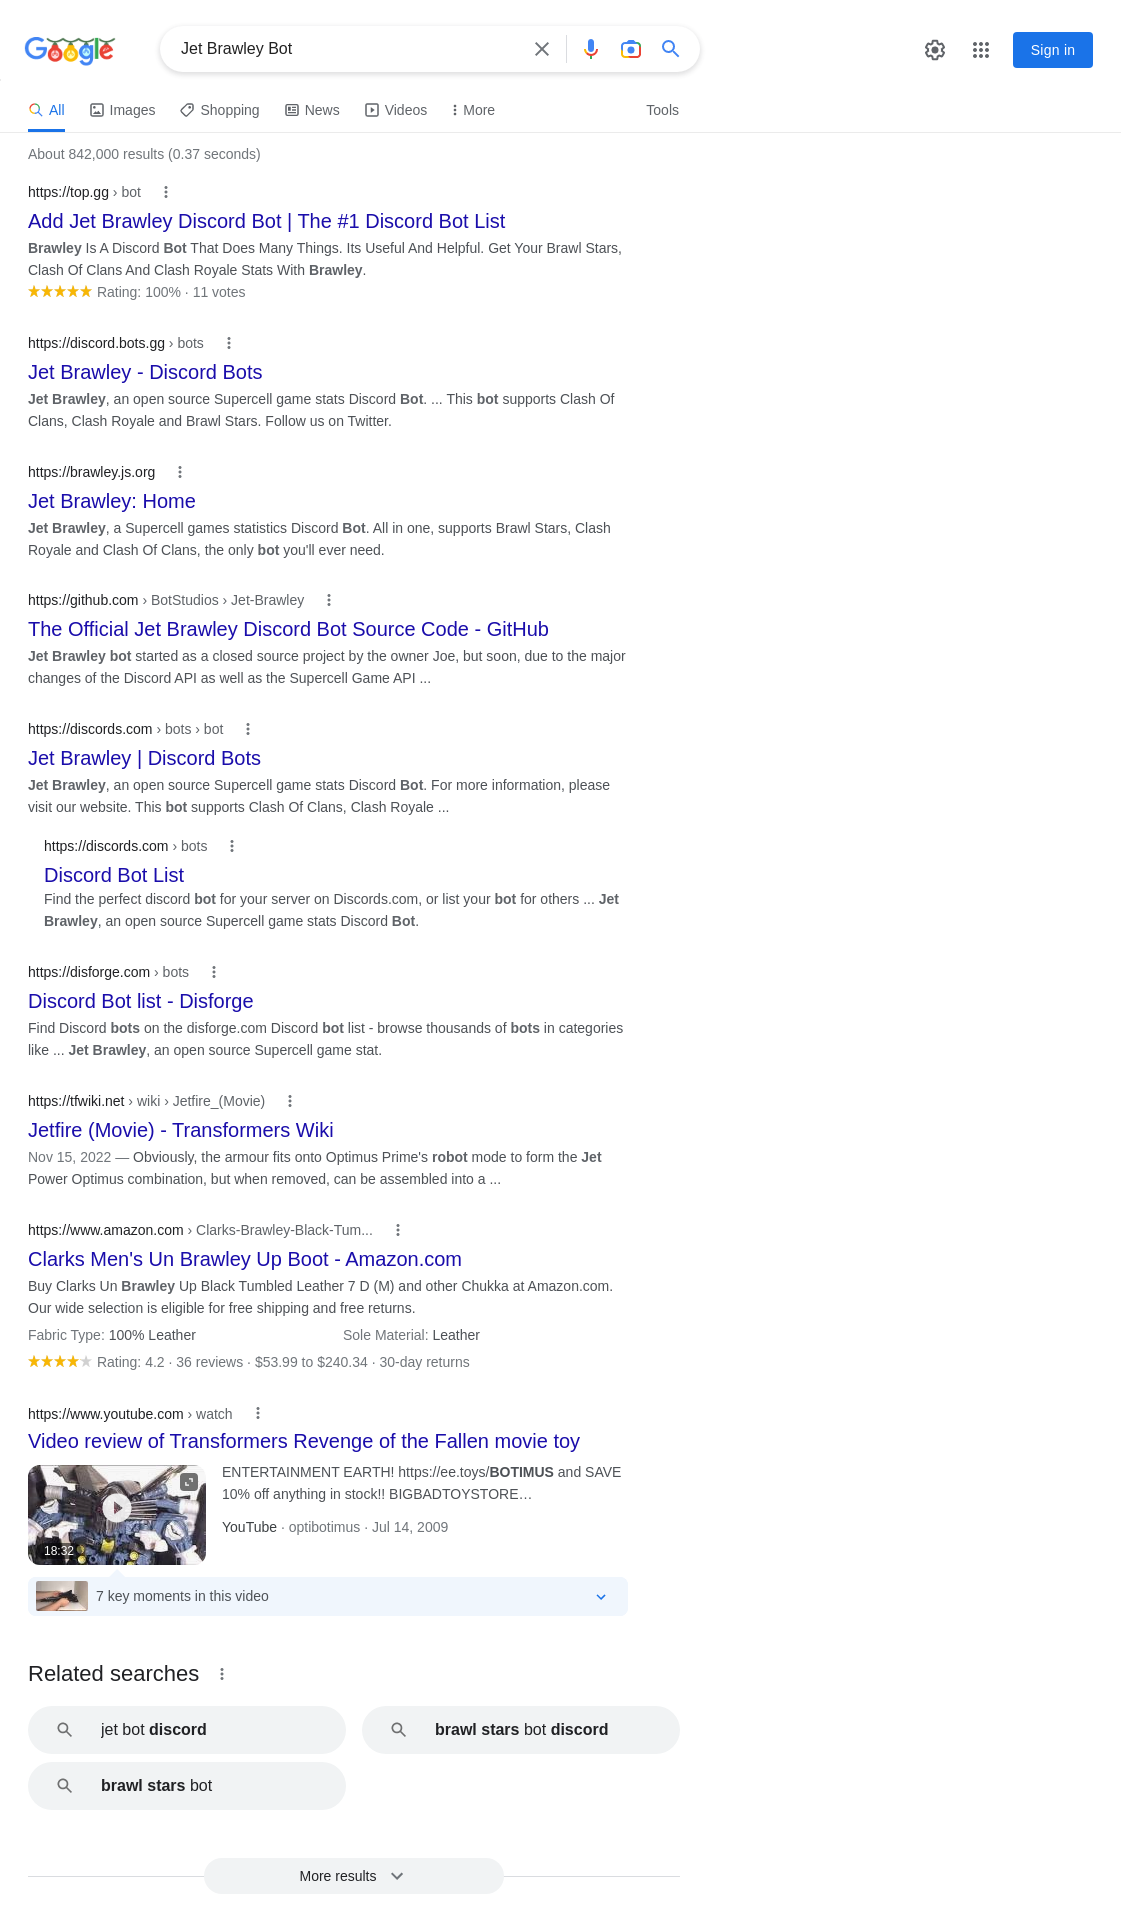 Google
Jet Brawley Bot
Sign in
All Images Shopping News Videos More Tools
About 842,000 results (0.37 seconds)
https://top.gg › bot
Add Jet Brawley Discord Bot | The #1 Discord Bot List
Brawley Is A Discord Bot That Does Many Things. Its Useful And Helpful. Get Your Brawl Stars,
Clash Of Clans And Clash Royale Stats With Brawley.
Rating: 100% · 11 votes
https://discord.bots.gg › bots
Jet Brawley - Discord Bots
Jet Brawley, an open source Supercell game stats Discord Bot. ... This bot supports Clash Of
Clans, Clash Royale and Brawl Stars. Follow us on Twitter.
https://brawley.js.org
Jet Brawley: Home
Jet Brawley, a Supercell games statistics Discord Bot. All in one, supports Brawl Stars, Clash
Royale and Clash Of Clans, the only bot you'll ever need.
https://github.com › BotStudios › Jet-Brawley
The Official Jet Brawley Discord Bot Source Code - GitHub
Jet Brawley bot started as a closed source project by the owner Joe, but soon, due to the major
changes of the Discord API as well as the Supercell Game API ...
https://discords.com › bots › bot
Jet Brawley | Discord Bots
Jet Brawley, an open source Supercell game stats Discord Bot. For more information, please
visit our website. This bot supports Clash Of Clans, Clash Royale ...
https://discords.com › bots
Discord Bot List
Find the perfect discord bot for your server on Discords.com, or list your bot for others ... Jet
Brawley, an open source Supercell game stats Discord Bot.
https://disforge.com › bots
Discord Bot list - Disforge
Find Discord bots on the disforge.com Discord bot list - browse thousands of bots in categories
like ... Jet Brawley, an open source Supercell game stat.
https://tfwiki.net › wiki › Jetfire_(Movie)
Jetfire (Movie) - Transformers Wiki
Nov 15, 2022 — Obviously, the armour fits onto Optimus Prime's robot mode to form the Jet
Power Optimus combination, but when removed, can be assembled into a ...
https://www.amazon.com › Clarks-Brawley-Black-Tum...
Clarks Men's Un Brawley Up Boot - Amazon.com
Buy Clarks Un Brawley Up Black Tumbled Leather 7 D (M) and other Chukka at Amazon.com.
Our wide selection is eligible for free shipping and free returns.
Fabric Type: 100% Leather Sole Material: Leather
Rating: 4.2 · 36 reviews · $53.99 to $240.34 · 30-day returns
https://www.youtube.com › watch
Video review of Transformers Revenge of the Fallen movie toy
ENTERTAINMENT EARTH! https://ee.toys/BOTIMUS and SAVE
10% off anything in stock!! BIGBADTOYSTORE…
YouTube · optibotimus · Jul 14, 2009
18:32
7 key moments in this video
Related searches
jet bot discord
brawl stars bot discord
brawl stars bot
More results